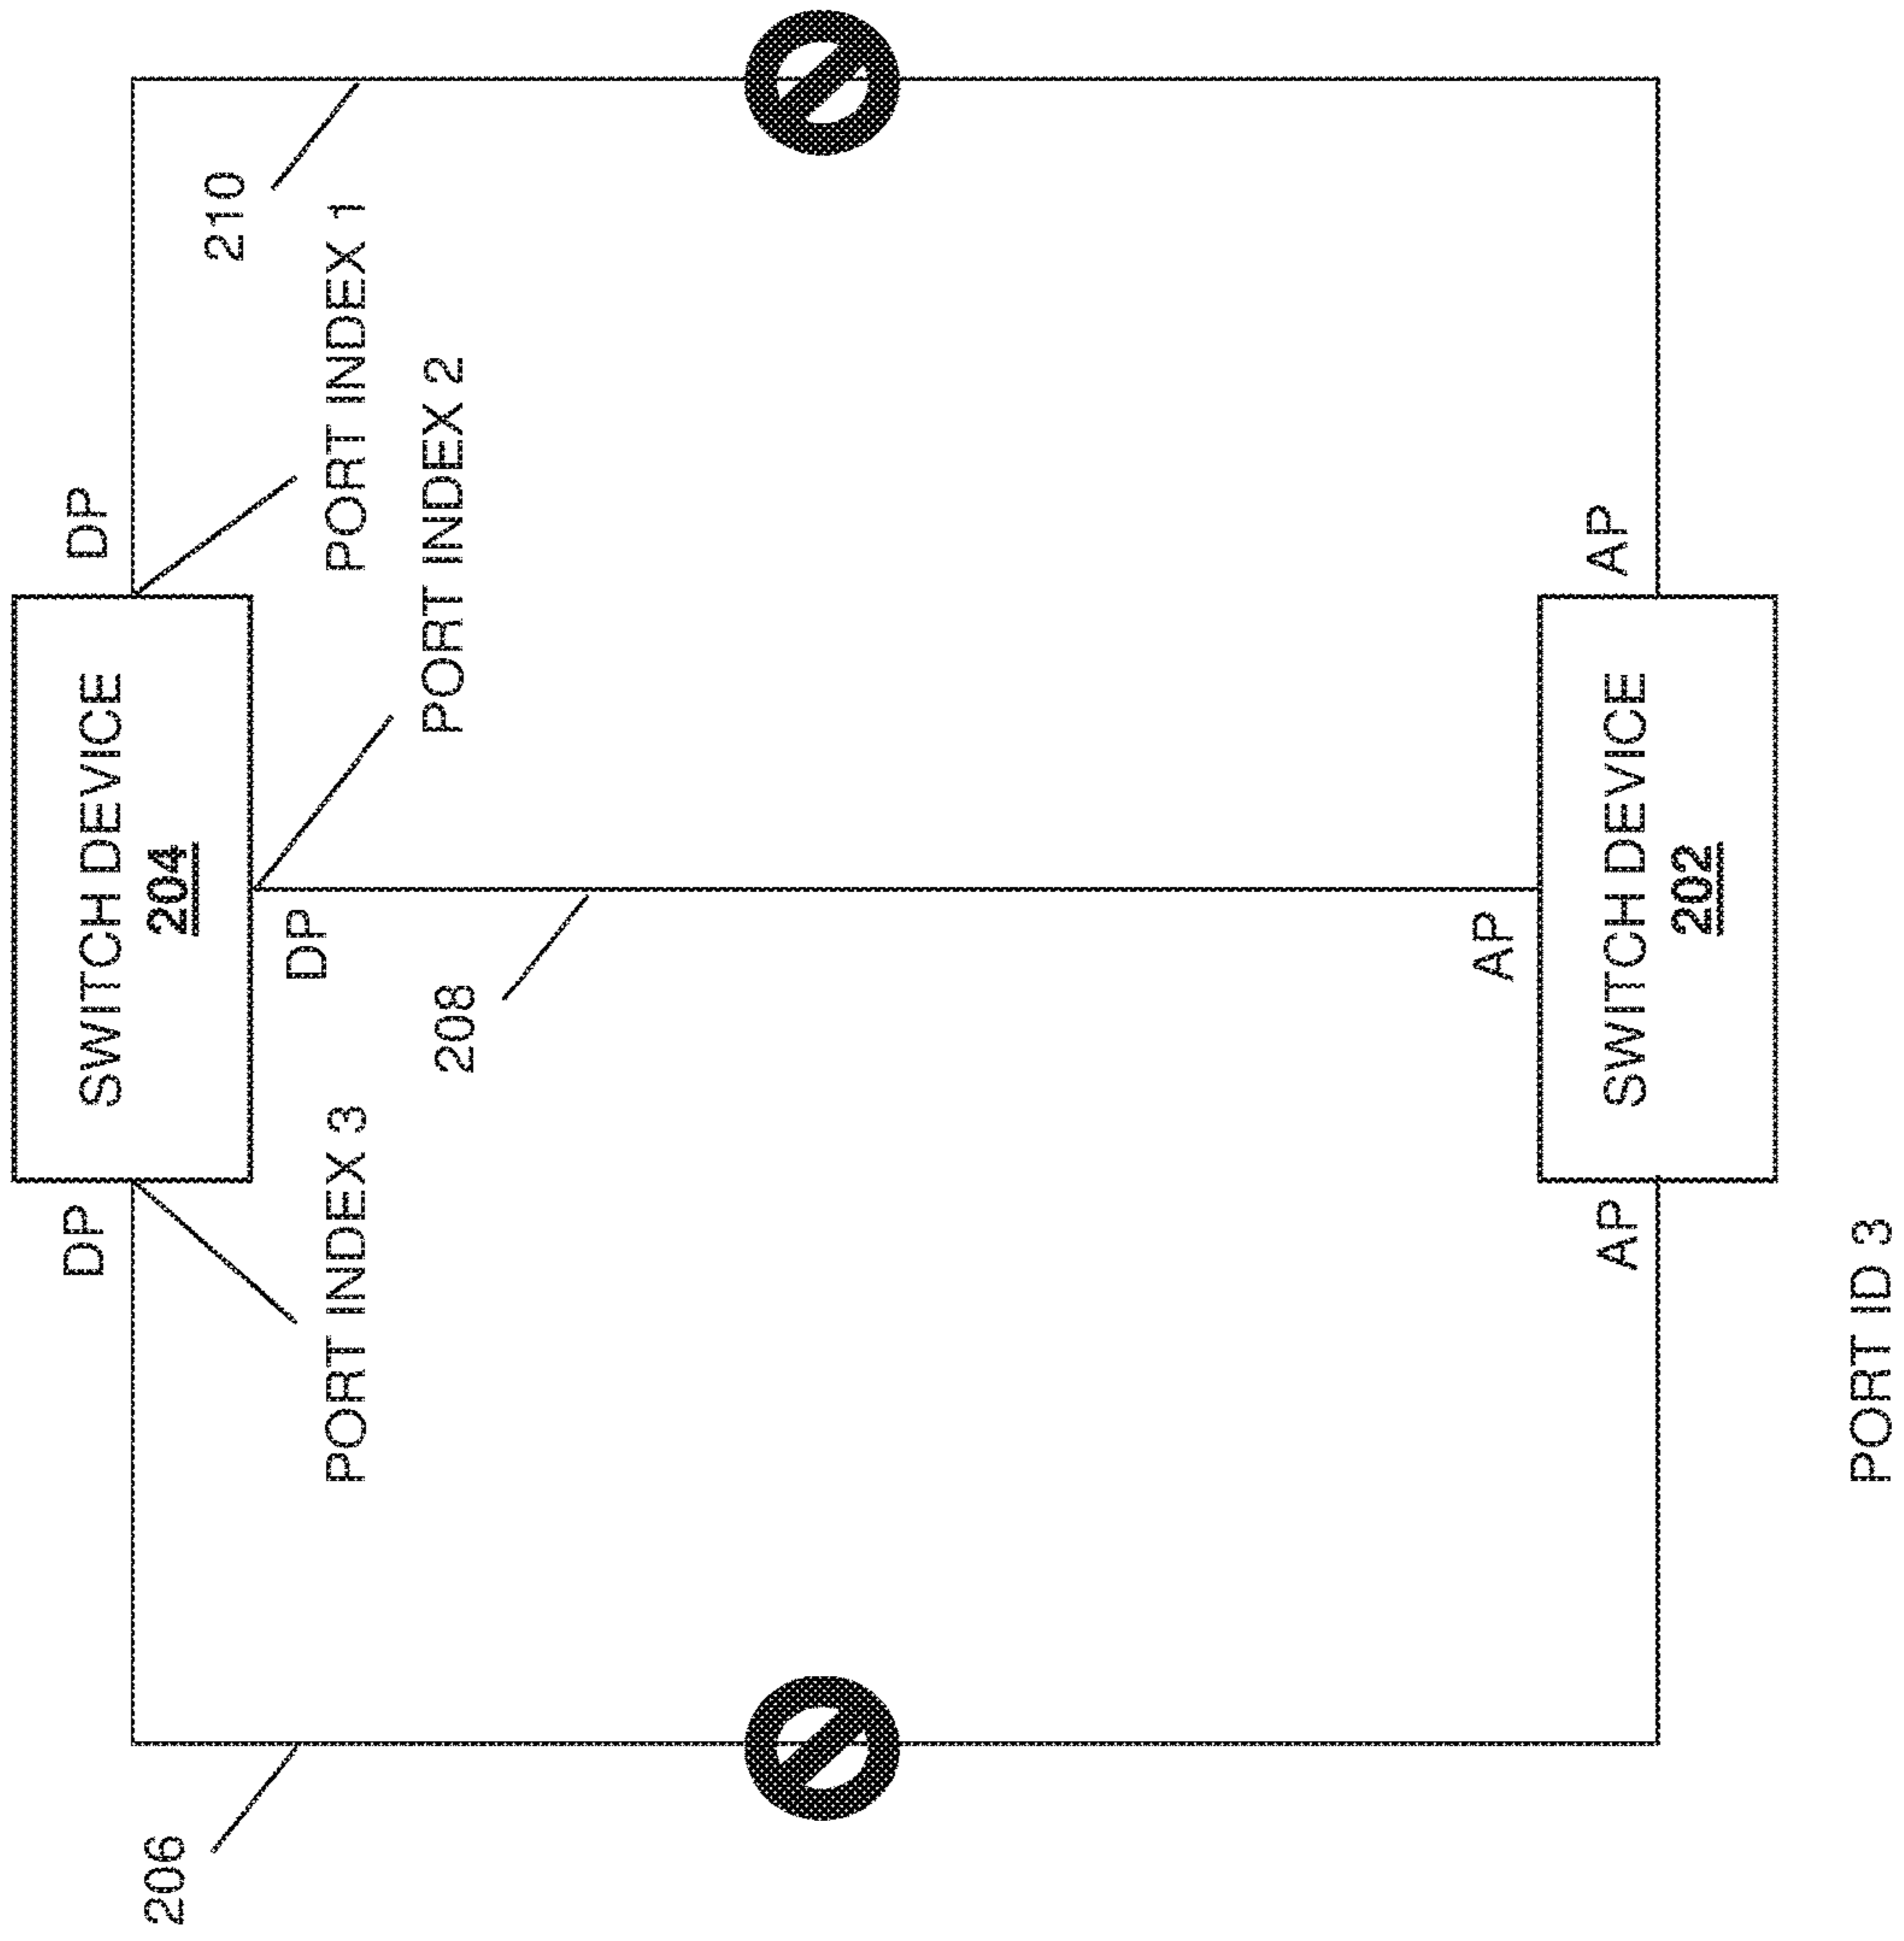 206
DP
SWITCH DEVICE
204
DP
210
PORT INDEX 3
DP
PORT INDEX 1
208
PORT INDEX 2
AP
AP
SWITCH DEVICE
202
AP
PORT ID 3